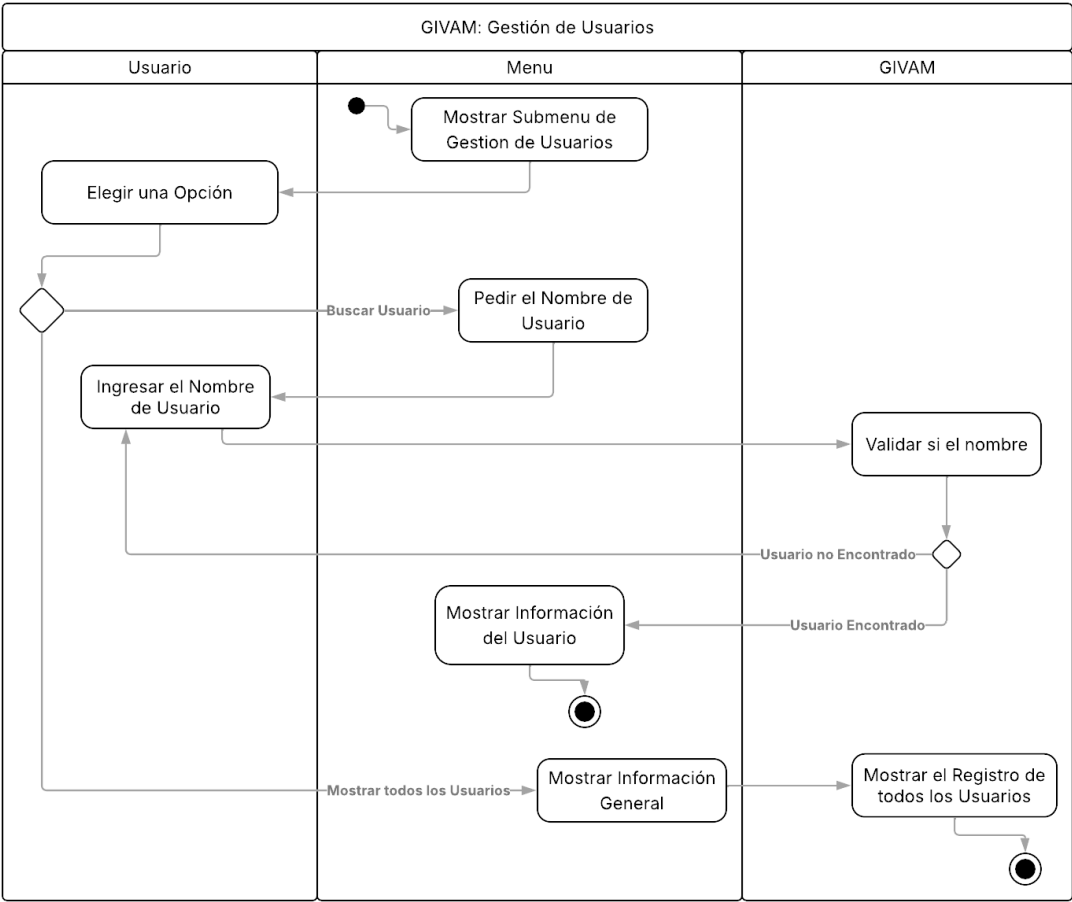 GIVAM: Gestión de Usuarios
Usuario
Menu
GIVAM
Mostrar Submenu de
Gestion de Usuarios
Elegir una Opción
Buscar Usuario
Pedir el Nombre de
Usuario
Ingresar el Nombre
de Usuario
Validar si el nombre
Usuario no Encontrado
Mostrar Información
del Usuario
Usuario Encontrado
Mostrar todos los Usuarios
Mostrar Información
General
Mostrar el Registro de
todos los Usuarios